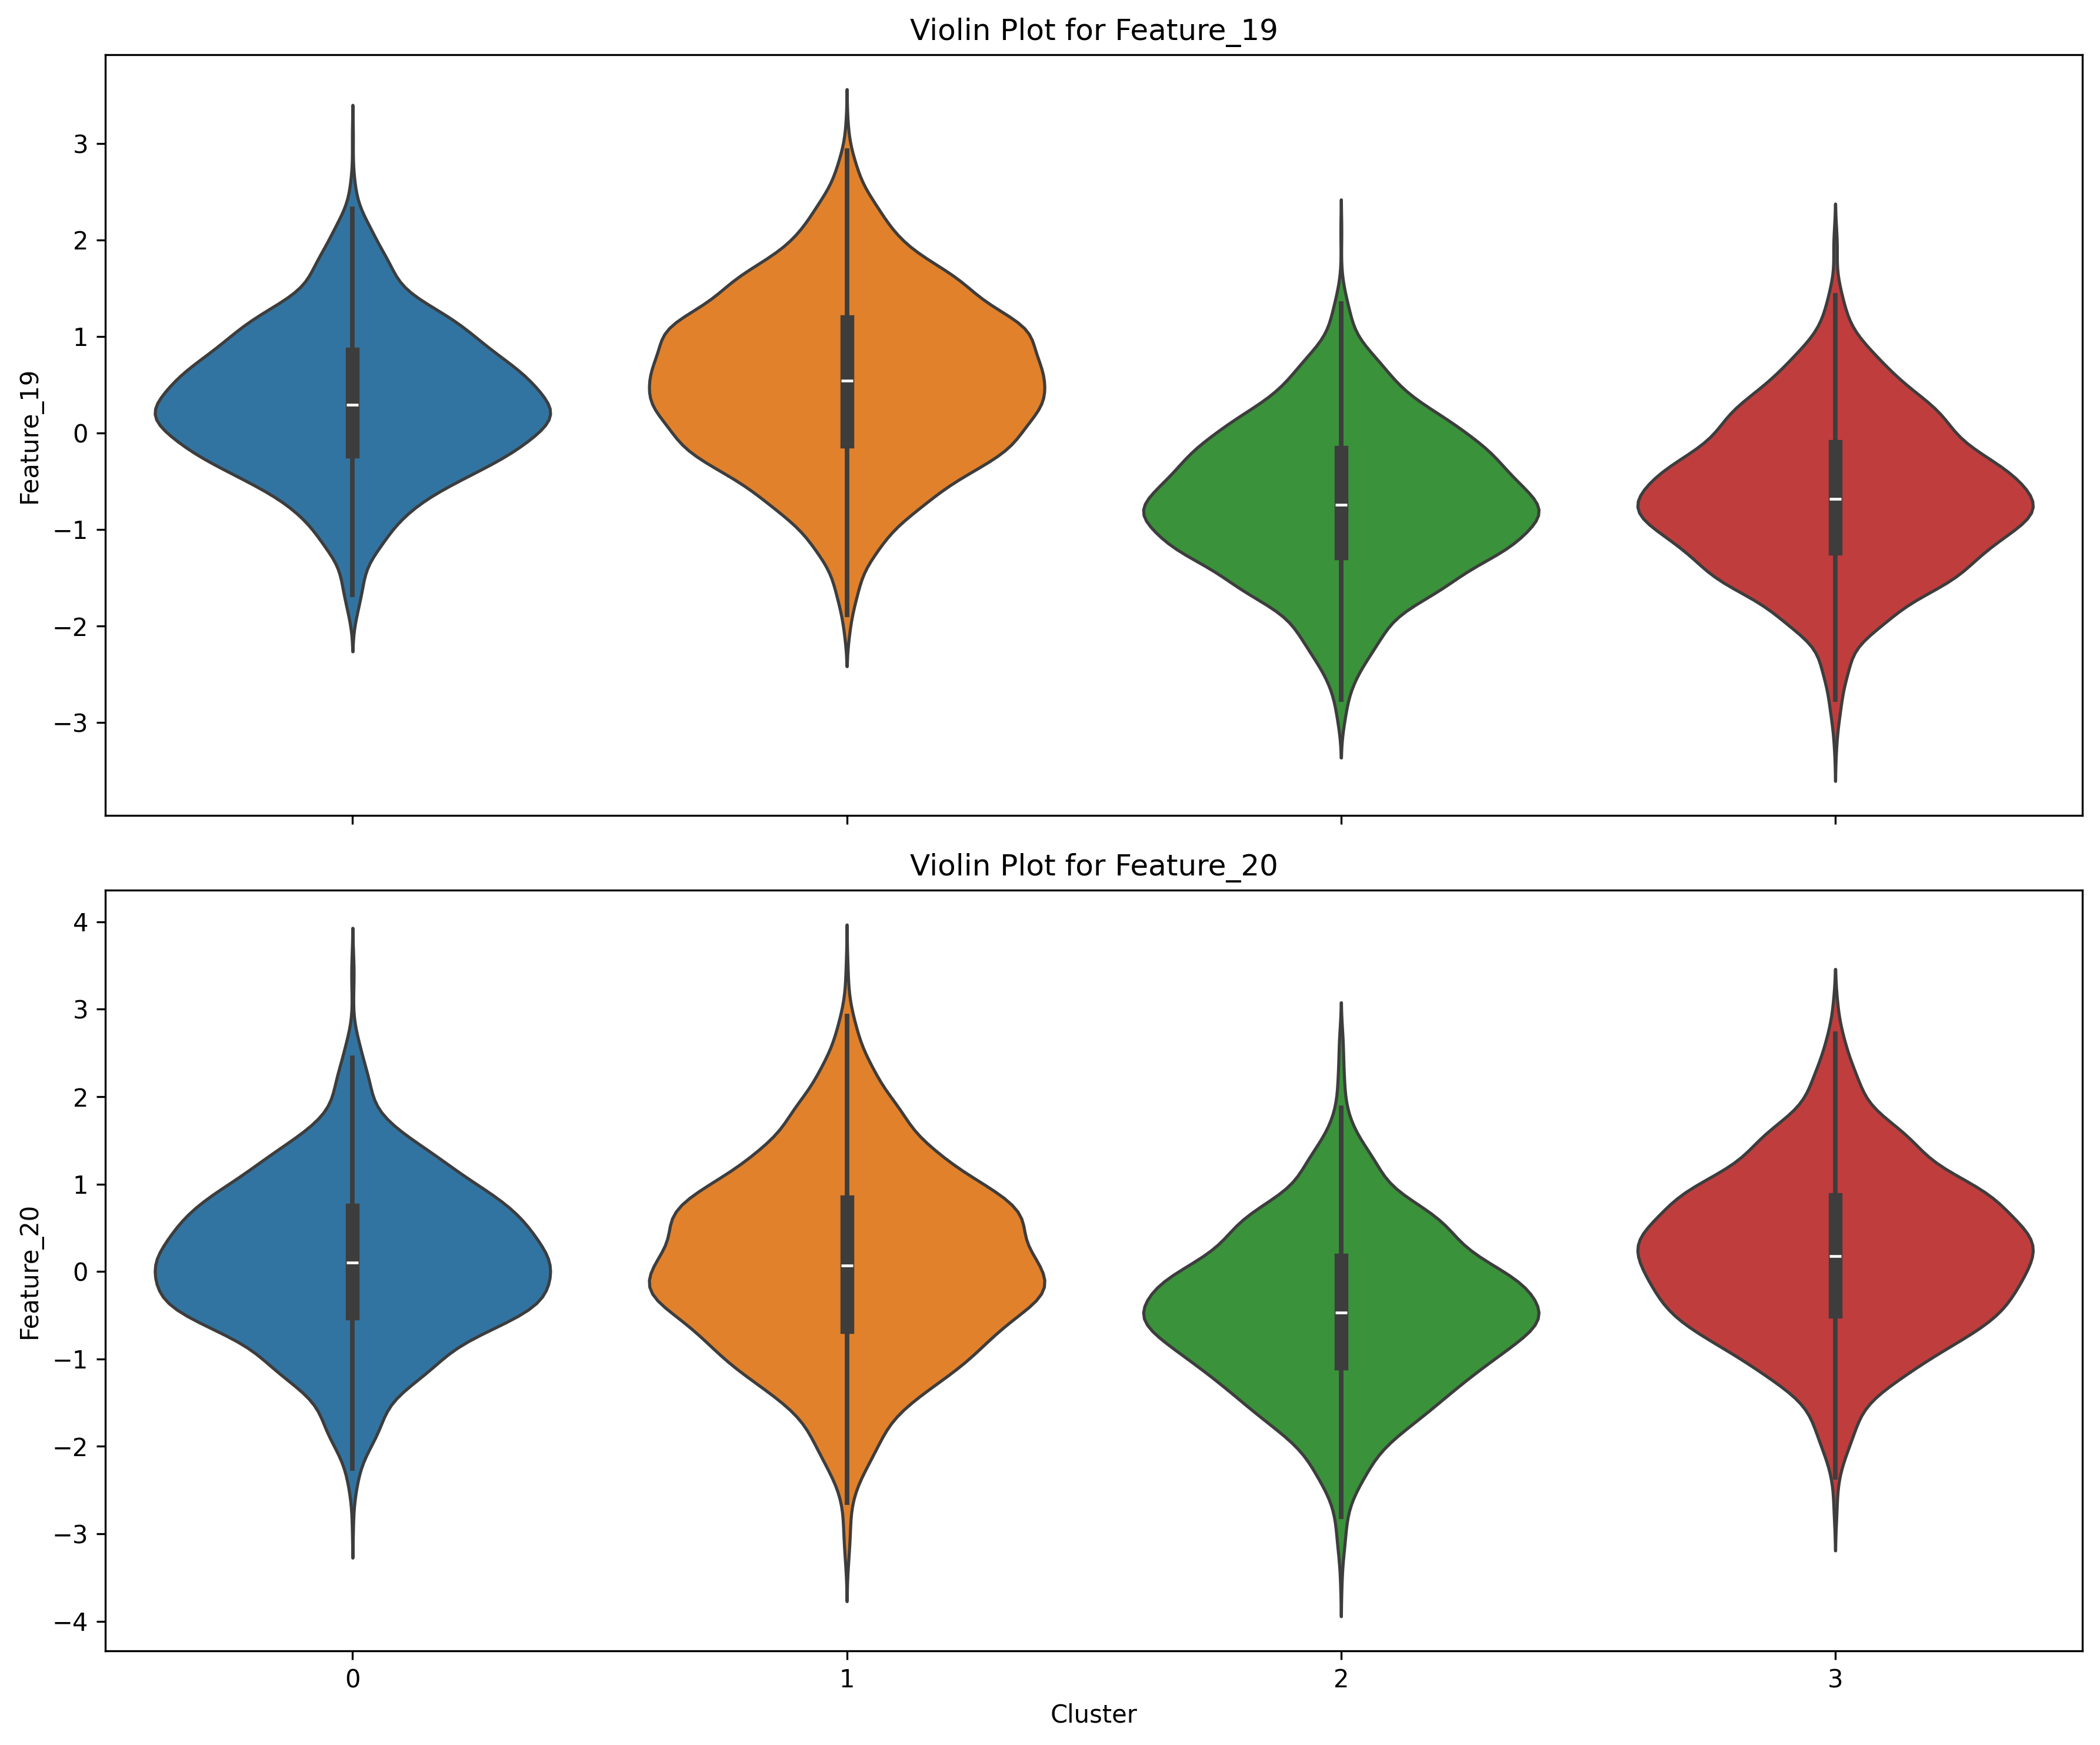 Violin Plot for Feature_19
Feature_19
3
2
1
0
−1
−2
−3
Violin Plot for Feature_20
Feature_20
4
3
2
1
0
−1
−2
−3
−4
0 1 2 3
Cluster